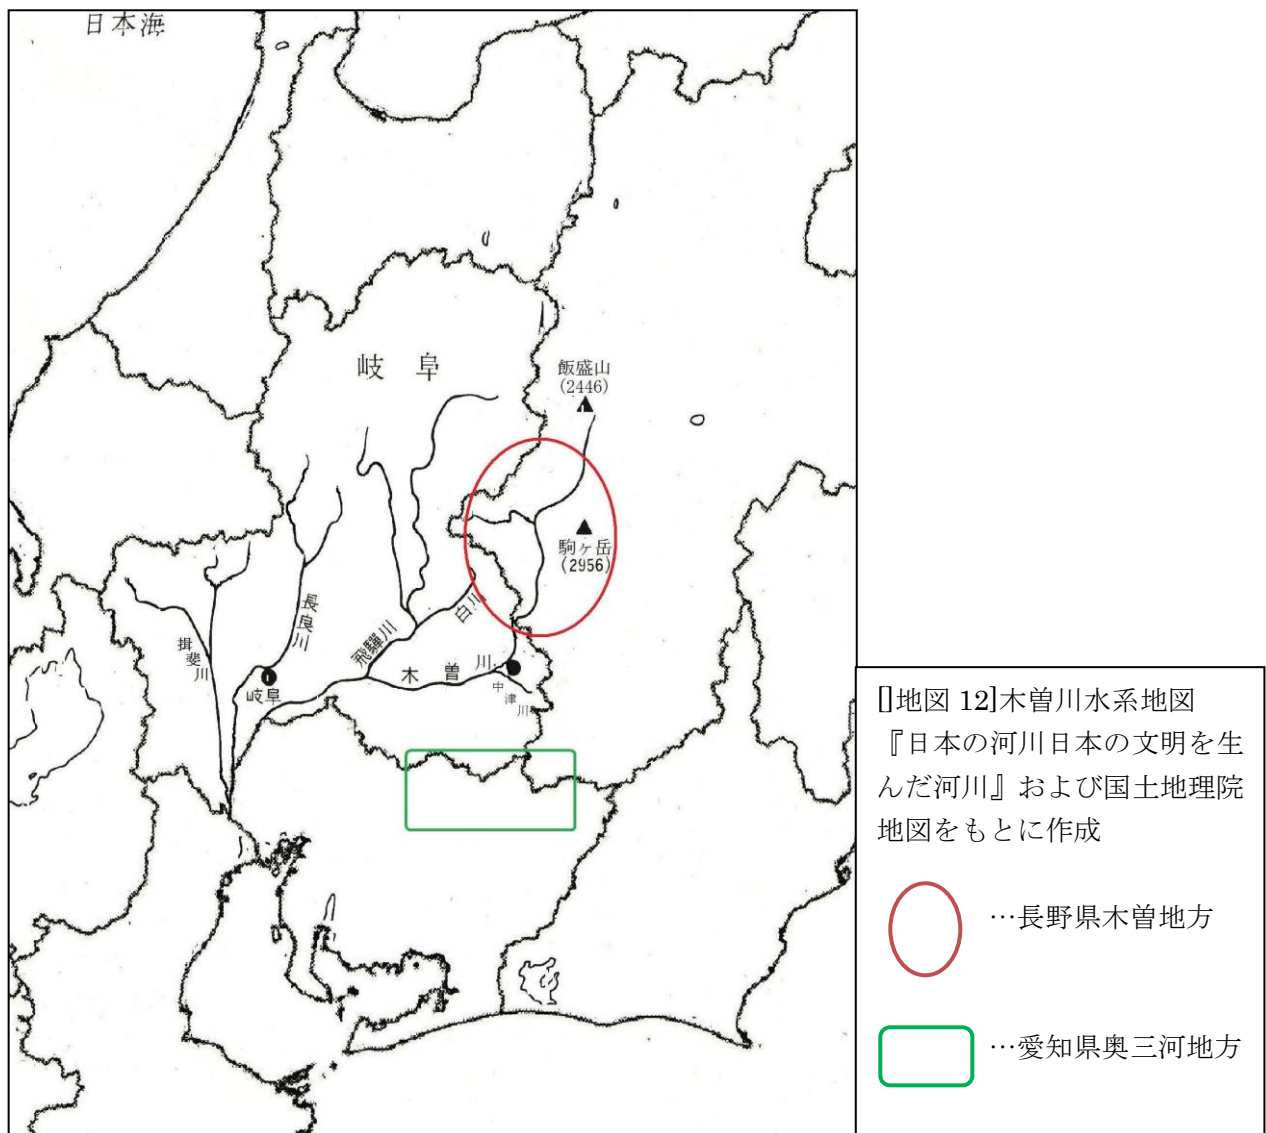 日本海
岐 阜
飯盛山
(2446)
駒ヶ岳
(2956)
長良川
白川
飛驒川
揖斐川
木曽川
岐阜
中津川
[]地図 12]木曽川水系地図
『日本の河川日本の文明を生
んだ河川』および国土地理院
地図をもとに作成
…長野県木曽地方
…愛知県奥三河地方